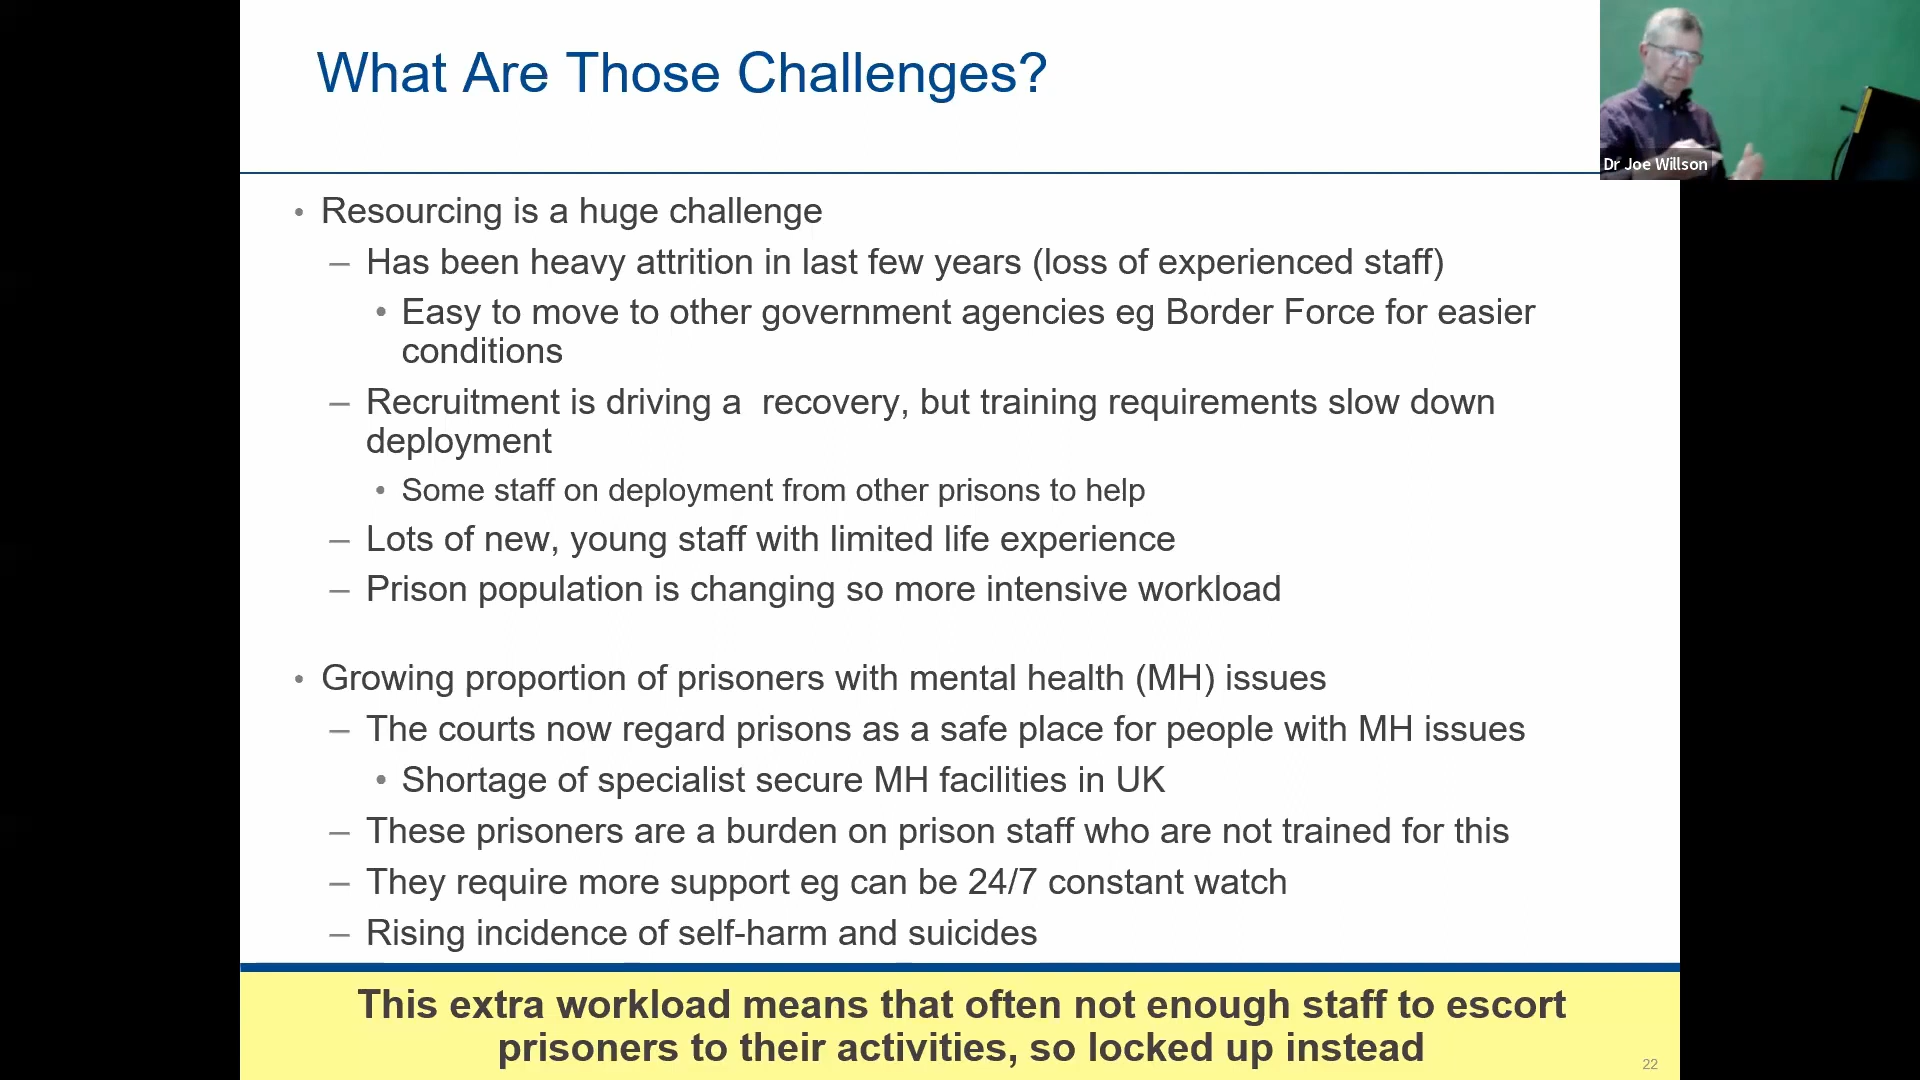 What Are Those Challenges?
Dr Joe Willson
• Resourcing is a huge challenge
– Has been heavy attrition in last few years (loss of experienced staff)
• Easy to move to other government agencies eg Border Force for easier
conditions
– Recruitment is driving a  recovery, but training requirements slow down
deployment
• Some staff on deployment from other prisons to help
– Lots of new, young staff with limited life experience
– Prison population is changing so more intensive workload
• Growing proportion of prisoners with mental health (MH) issues
– The courts now regard prisons as a safe place for people with MH issues
• Shortage of specialist secure MH facilities in UK
– These prisoners are a burden on prison staff who are not trained for this
– They require more support eg can be 24/7 constant watch
– Rising incidence of self-harm and suicides
This extra workload means that often not enough staff to escort
prisoners to their activities, so locked up instead
22